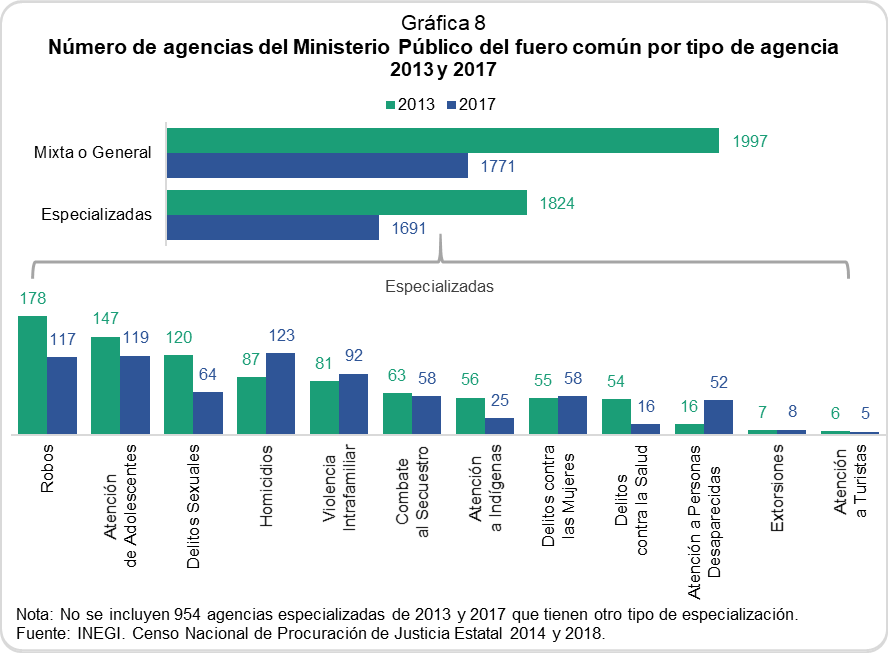 Gráfica 8
Número de agencias del Ministerio Público del fuero común por tipo de agencia
2013 y 2017
2013 2017
Mixta o General
1997
1771
Especializadas
1824
1691
Especializadas
178
117
147
119
120
64
87
123
81
92
63
58
56
25
55
58
54
16
16
52
7
8
6
5
Robos
Atención
de Adolescentes
Delitos Sexuales
Homicidios
Violencia
Intrafamiliar
Combate
al Secuestro
Atención
a Indígenas
Delitos contra
las Mujeres
Delitos
contra la Salud
Atención a Personas
Desaparecidas
Extorsiones
Atención
a Turistas
Nota: No se incluyen 954 agencias especializadas de 2013 y 2017 que tienen otro tipo de especialización.
Fuente: INEGI. Censo Nacional de Procuración de Justicia Estatal 2014 y 2018.